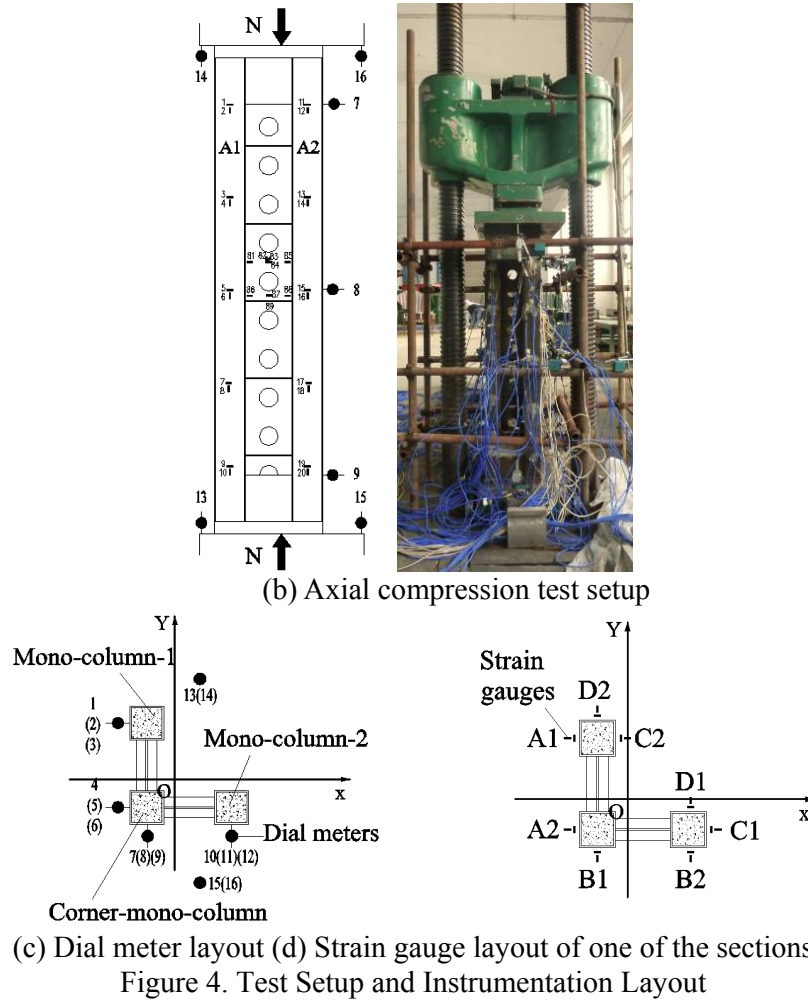 N
14
16
1
2
11
12
7
A1
A2
3
4
13
14
81 82 83 85
84
5
6
86 87 88
89
15
16
8
7
8
17
18
9
10
19
20
9
13
15
N
(b) Axial compression test setup
Y
Mono-column-1
13(14)
1
(2)
(3)
Mono-column-2
4
(5)
(6)
O
x
7(8)(9)
10(11)(12)
Dial meters
15(16)
Corner-mono-column
Y
Strain
gauges
D2
A1
C2
D1
O
x
A2
C1
B1
B2
(c) Dial meter layout (d) Strain gauge layout of one of the sections
Figure 4. Test Setup and Instrumentation Layout